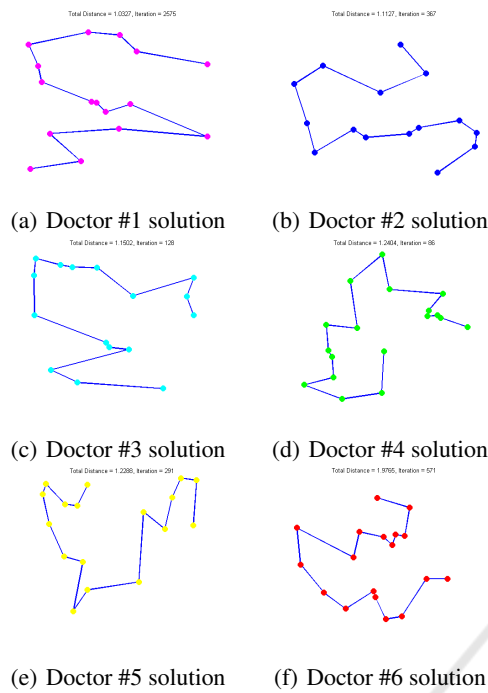 Total Distance = 1.0327, Iteration = 2575
Total Distance = 1.1127, Iteration = 367
(a) Doctor #1 solution
(b) Doctor #2 solution
Total Distance = 1.1502, Iteration = 128
Total Distance = 1.2404, Iteration = 86
(c) Doctor #3 solution
(d) Doctor #4 solution
Total Distance = 1.2288, Iteration = 291
Total Distance = 1.9765, Iteration = 571
(e) Doctor #5 solution
(f) Doctor #6 solution